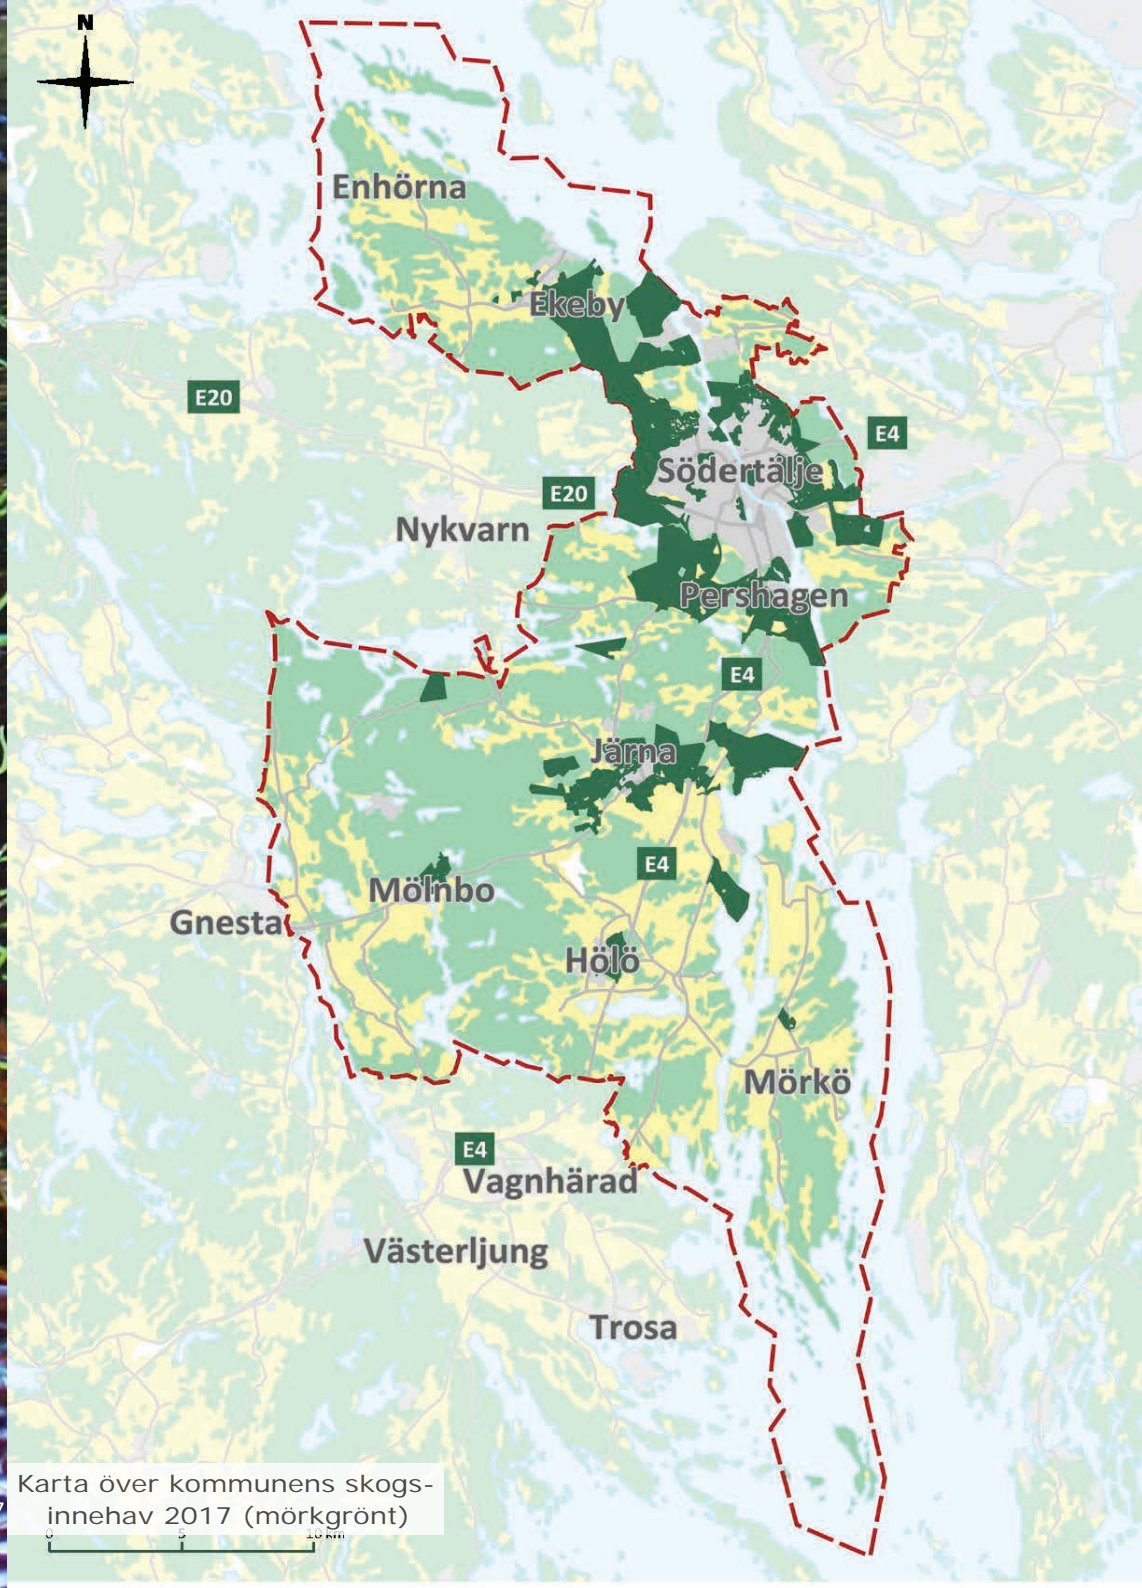 N
Enhörna
Ekeby
E20
E4
Södertälje
E20
Nykvarn
Pershagen
E4
Järna
E4
Mölnbo
Gnesta
Hölö
Mörkö
E4
Vagnhärad
Västerljung
Trosa
Karta över kommunens skogs-
innehav 2017 (mörkgrönt)
0 5 10 km